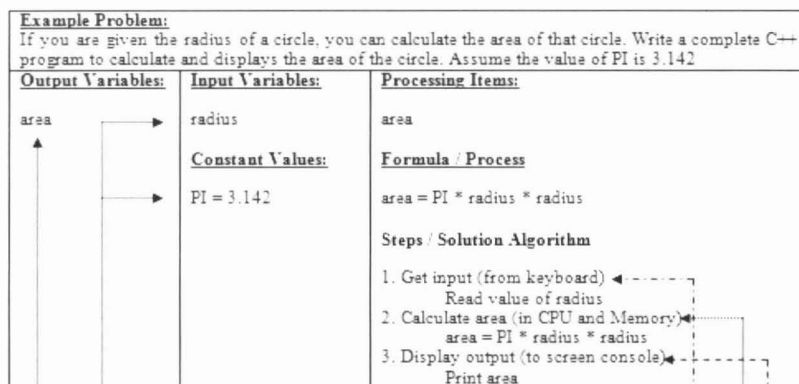 Example Problem:
If you are given the radius of a circle, you can calculate the area of that circle. Write a complete C++
program to calculate and displays the area of the circle. Assume the value of PI is 3.142
Output Variables:
area
Input Variables:
radius
Constant Values:
PI = 3.142
Processing Items:
area
Formula / Process
area = PI * radius * radius
Steps / Solution Algorithm
1. Get input (from keyboard)
Read value of radius
2. Calculate area (in CPU and Memory)
area = PI * radius * radius
3. Display output (to screen console)
Print area